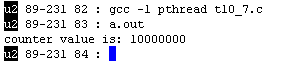 u2 89-231 82 : gcc -l pthread t10_7.c
u2 89-231 83 : a.out
counter value is: 10000000
u2 89-231 84 :